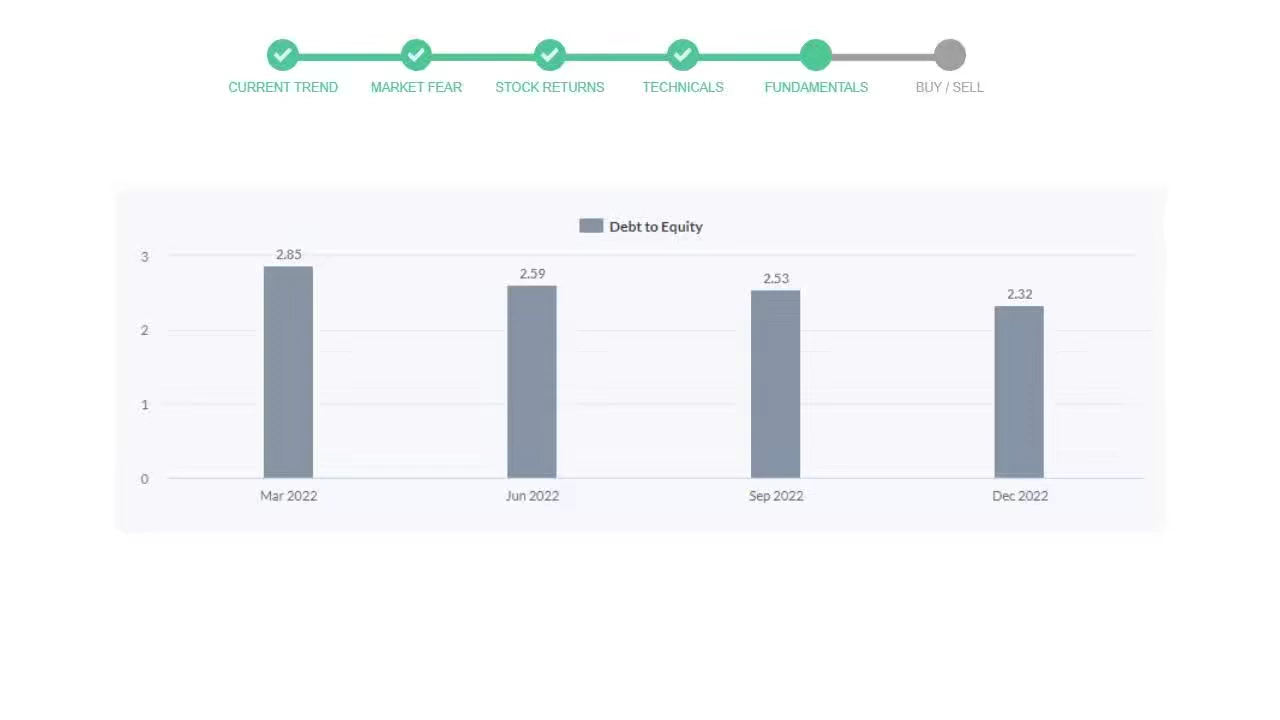 CURRENT TREND MARKET FEAR STOCK RETURNS TECHNICALS FUNDAMENTALS BUY / SELL
Debt to Equity
3
2.85 2.59 2.53 2.32
2
1
0
Mar 2022 Jun 2022 Sep 2022 Dec 2022